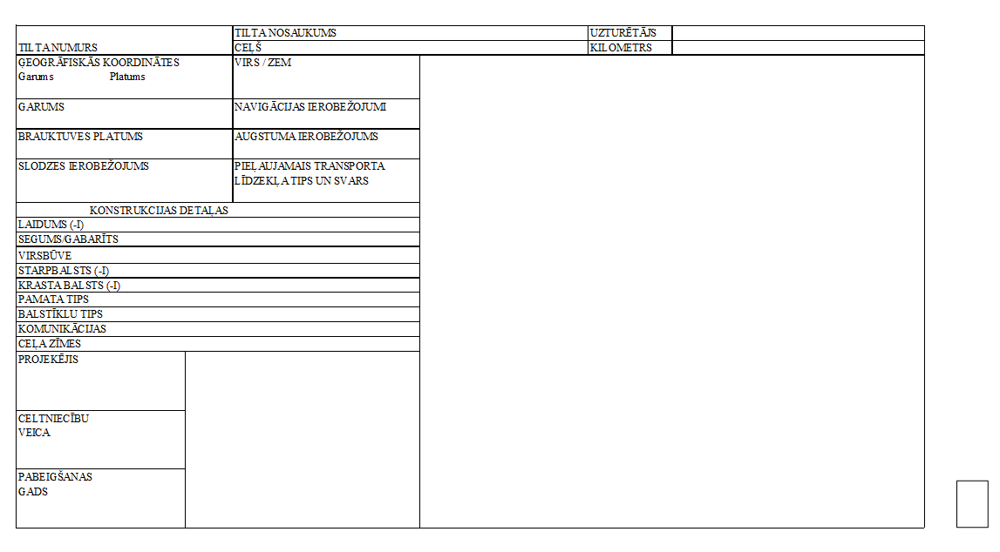 TILTA NOSAUKUMS UZTURĒTĀJS
TILTA NUMURS CEĻŠ KILOMETRS
ĢEOGRĀFISKĀS KOORDINĀTES VIRS / ZEM
Garums Platums
GARUMS NAVIGĀCIJAS IEROBEŽOJUMI
BRAUKTUVES PLATUMS AUGSTUMA IEROBEŽOJUMS
SLODZES IEROBEŽOJUMS PIEĻAUJAMAIS TRANSPORTA
LĪDZEKĻA TIPS UN SVARS
KONSTRUKCIJAS DETAĻAS
LAIDUMS (-I)
SEGUMS/GABARĪTS
VIRSBŪVE
STARPBALSTS (-I)
KRASTA BALSTS (-I)
PAMATA TIPS
BALSTĪKLU TIPS
KOMUNIKĀCIJAS
CEĻA ZĪMES
PROJEKĒJIS
CELTNIECĪBU
VEICA
PABEIGŠANAS
GADS